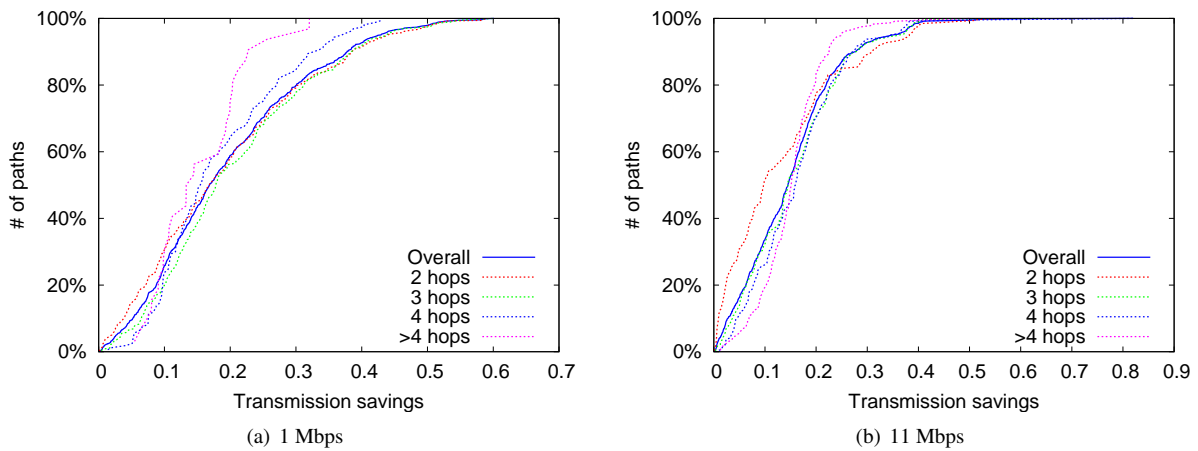 100%
80%
60%
40%
20%
0%
# of paths
0 0.1 0.2 0.3 0.4 0.5 0.6 0.7
Transmission savings
Overall
2 hops
3 hops
4 hops
>4 hops
(a) 1 Mbps
100%
80%
60%
40%
20%
0%
# of paths
0 0.1 0.2 0.3 0.4 0.5 0.6 0.7 0.8 0.9
Transmission savings
Overall
2 hops
3 hops
4 hops
>4 hops
(b) 11 Mbps